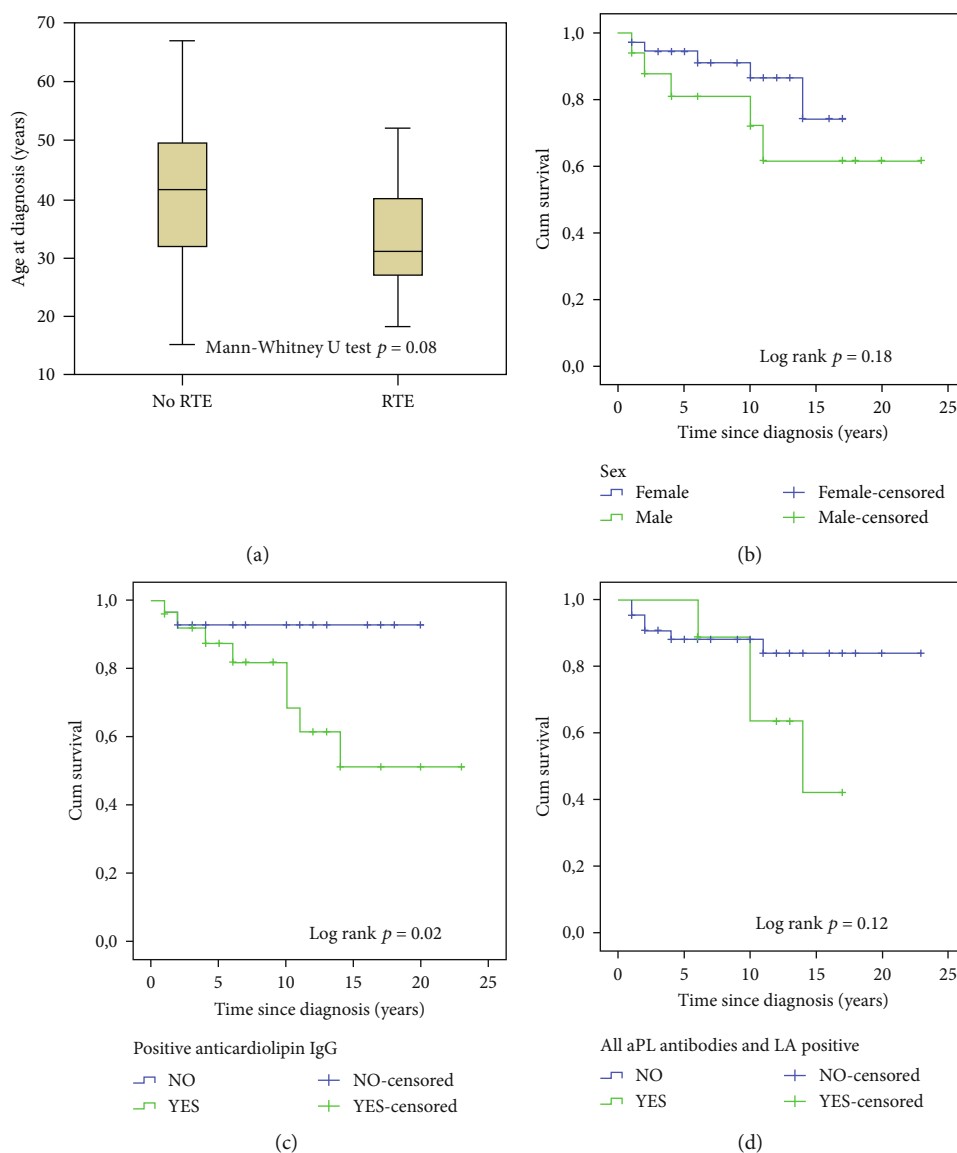 70
60
50
40
30
20
10
Age at diagnosis (years)
Mann-Whitney U test p = 0.08
No RTE
RTE
(a)
1,0
0,8
0,6
0,4
0,2
0,0
Cum survival
Log rank p = 0.18
0 5 10 15 20 25
Time since diagnosis (years)
Sex
Female Female-censored
Male Male-censored
(b)
1,0
0,8
0,6
0,4
0,2
0,0
Cum survival
Log rank p = 0.02
0 5 10 15 20 25
Time since diagnosis (years)
Positive anticardiolipin IgG
NO NO-censored
YES YES-censored
(c)
1,0
0,8
0,6
0,4
0,2
0,0
Cum survival
Log rank p = 0.12
0 5 10 15 20 25
Time since diagnosis (years)
All aPL antibodies and LA positive
NO NO-censored
YES YES-censored
(d)